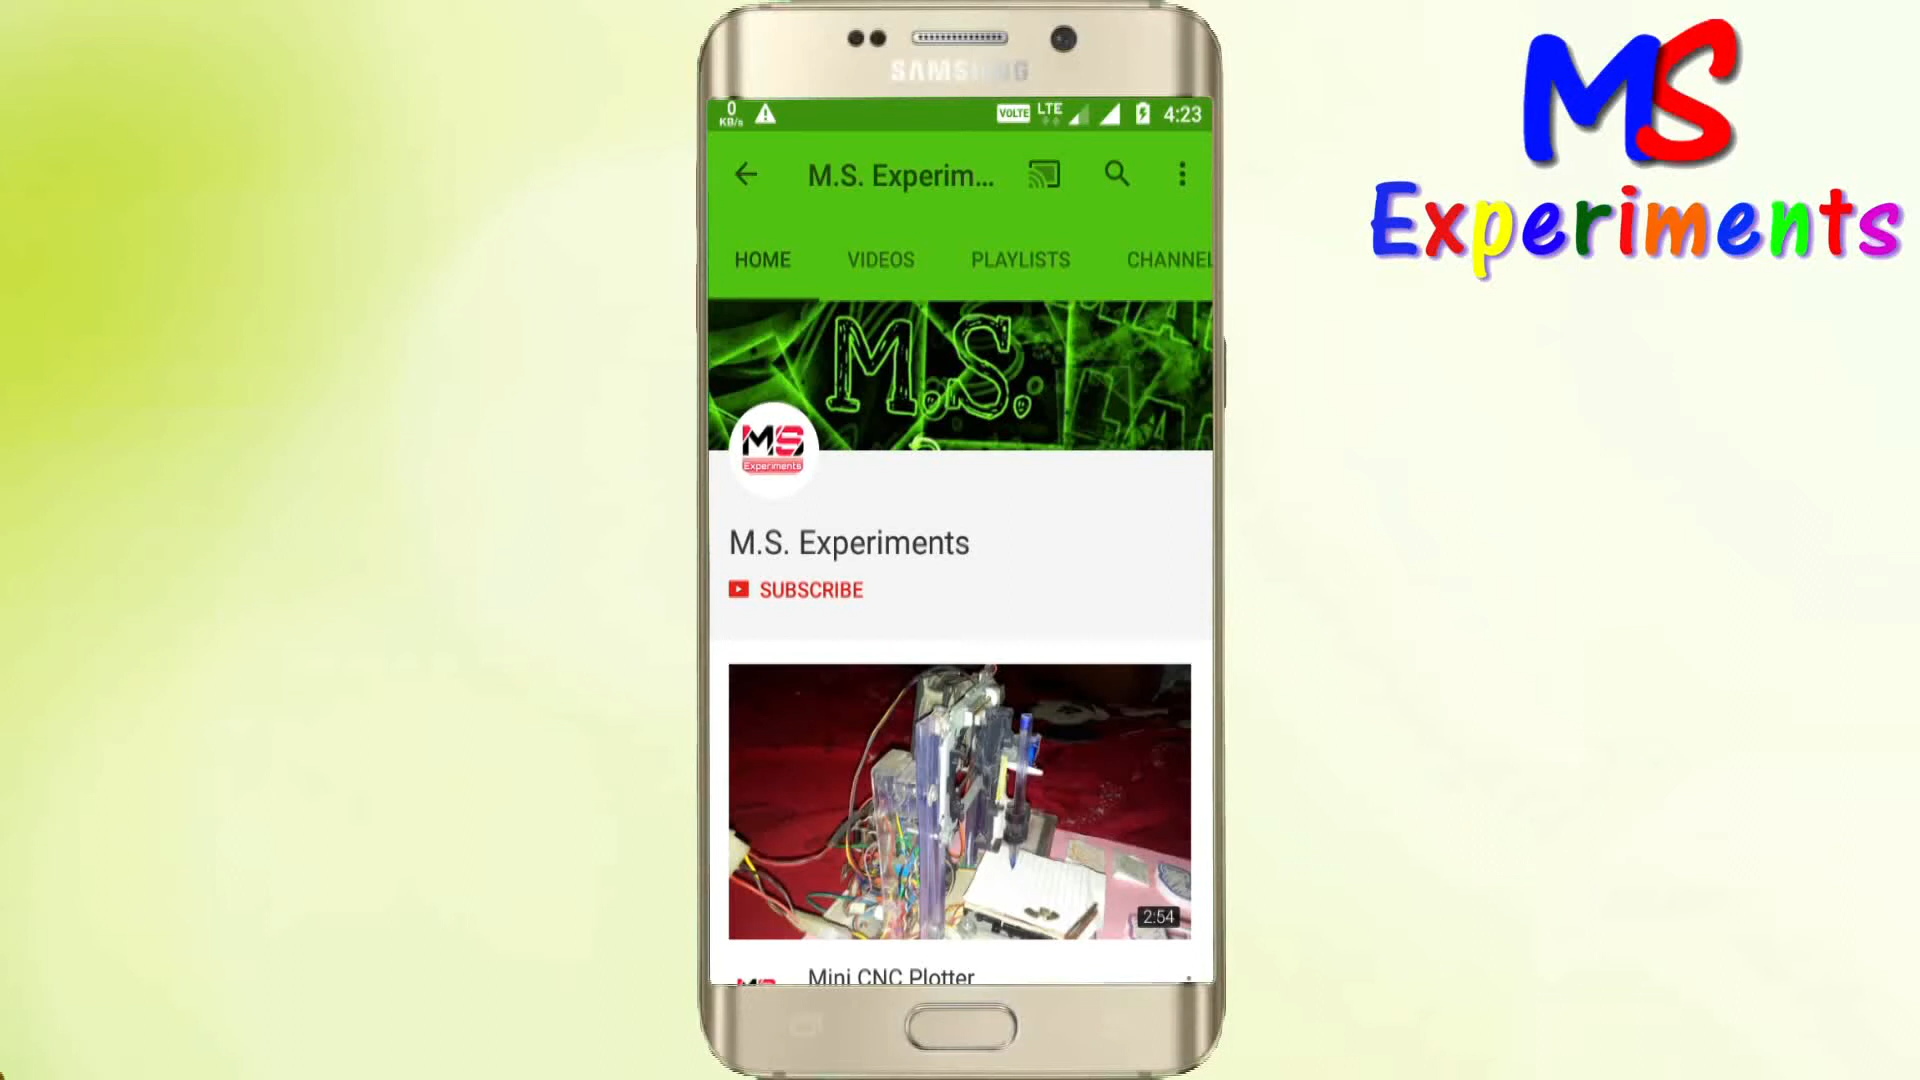 SAMSUNG
MS
Experiments
0
KB/s
VOLTE
LTE
4:23
M.S. Experim...
HOME
VIDEOS
PLAYLISTS
CHANNEL
M.S.
MS
Experiments
M.S. Experiments
SUBSCRIBE
2:54
Mini CNC Plotter